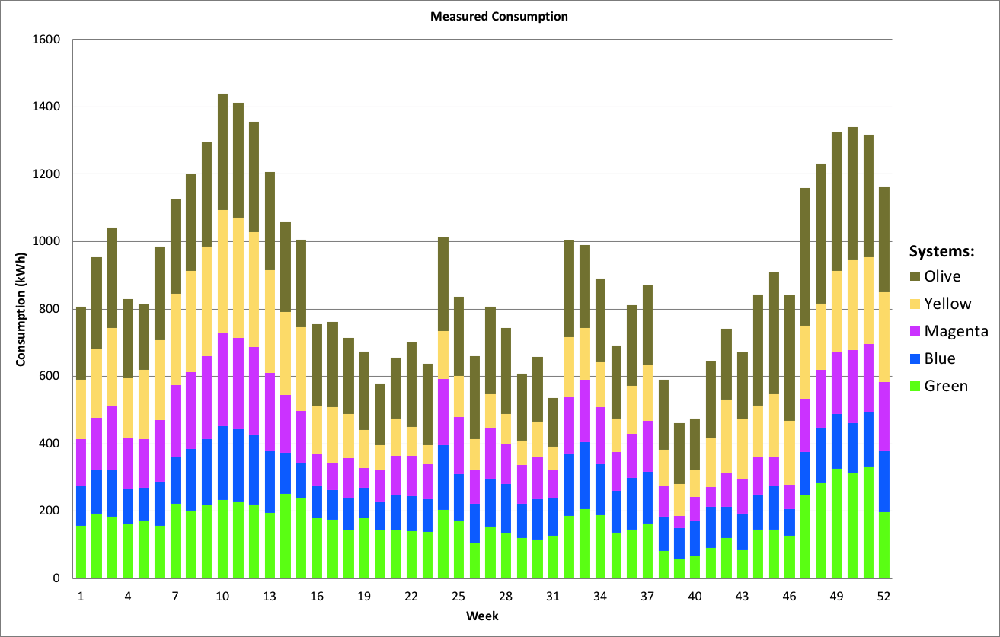 Measured Consumption
1600
1400
1200
1000
800
600
400
200
0
Consumption (kWh)
1 4 7 10 13 16 19 22 25 28 31 34 37 40 43 46 49 52
Week
Systems:
Olive
Yellow
Magenta
Blue
Green